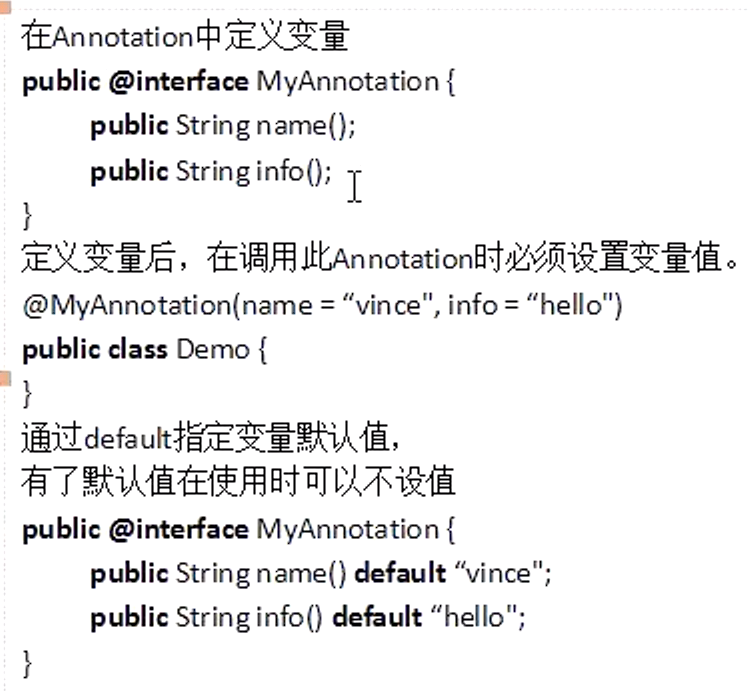 在Annotation中定义变量
public @interface MyAnnotation {
public String name();
public String info();
}
定义变量后，在调用此Annotation时必须设置变量值。
@MyAnnotation(name = “vince", info = “hello")
public class Demo {
}
通过default指定变量默认值，
有了默认值在使用时可以不设值
public @interface MyAnnotation {
public String name() default “vince";
public String info() default “hello";
}